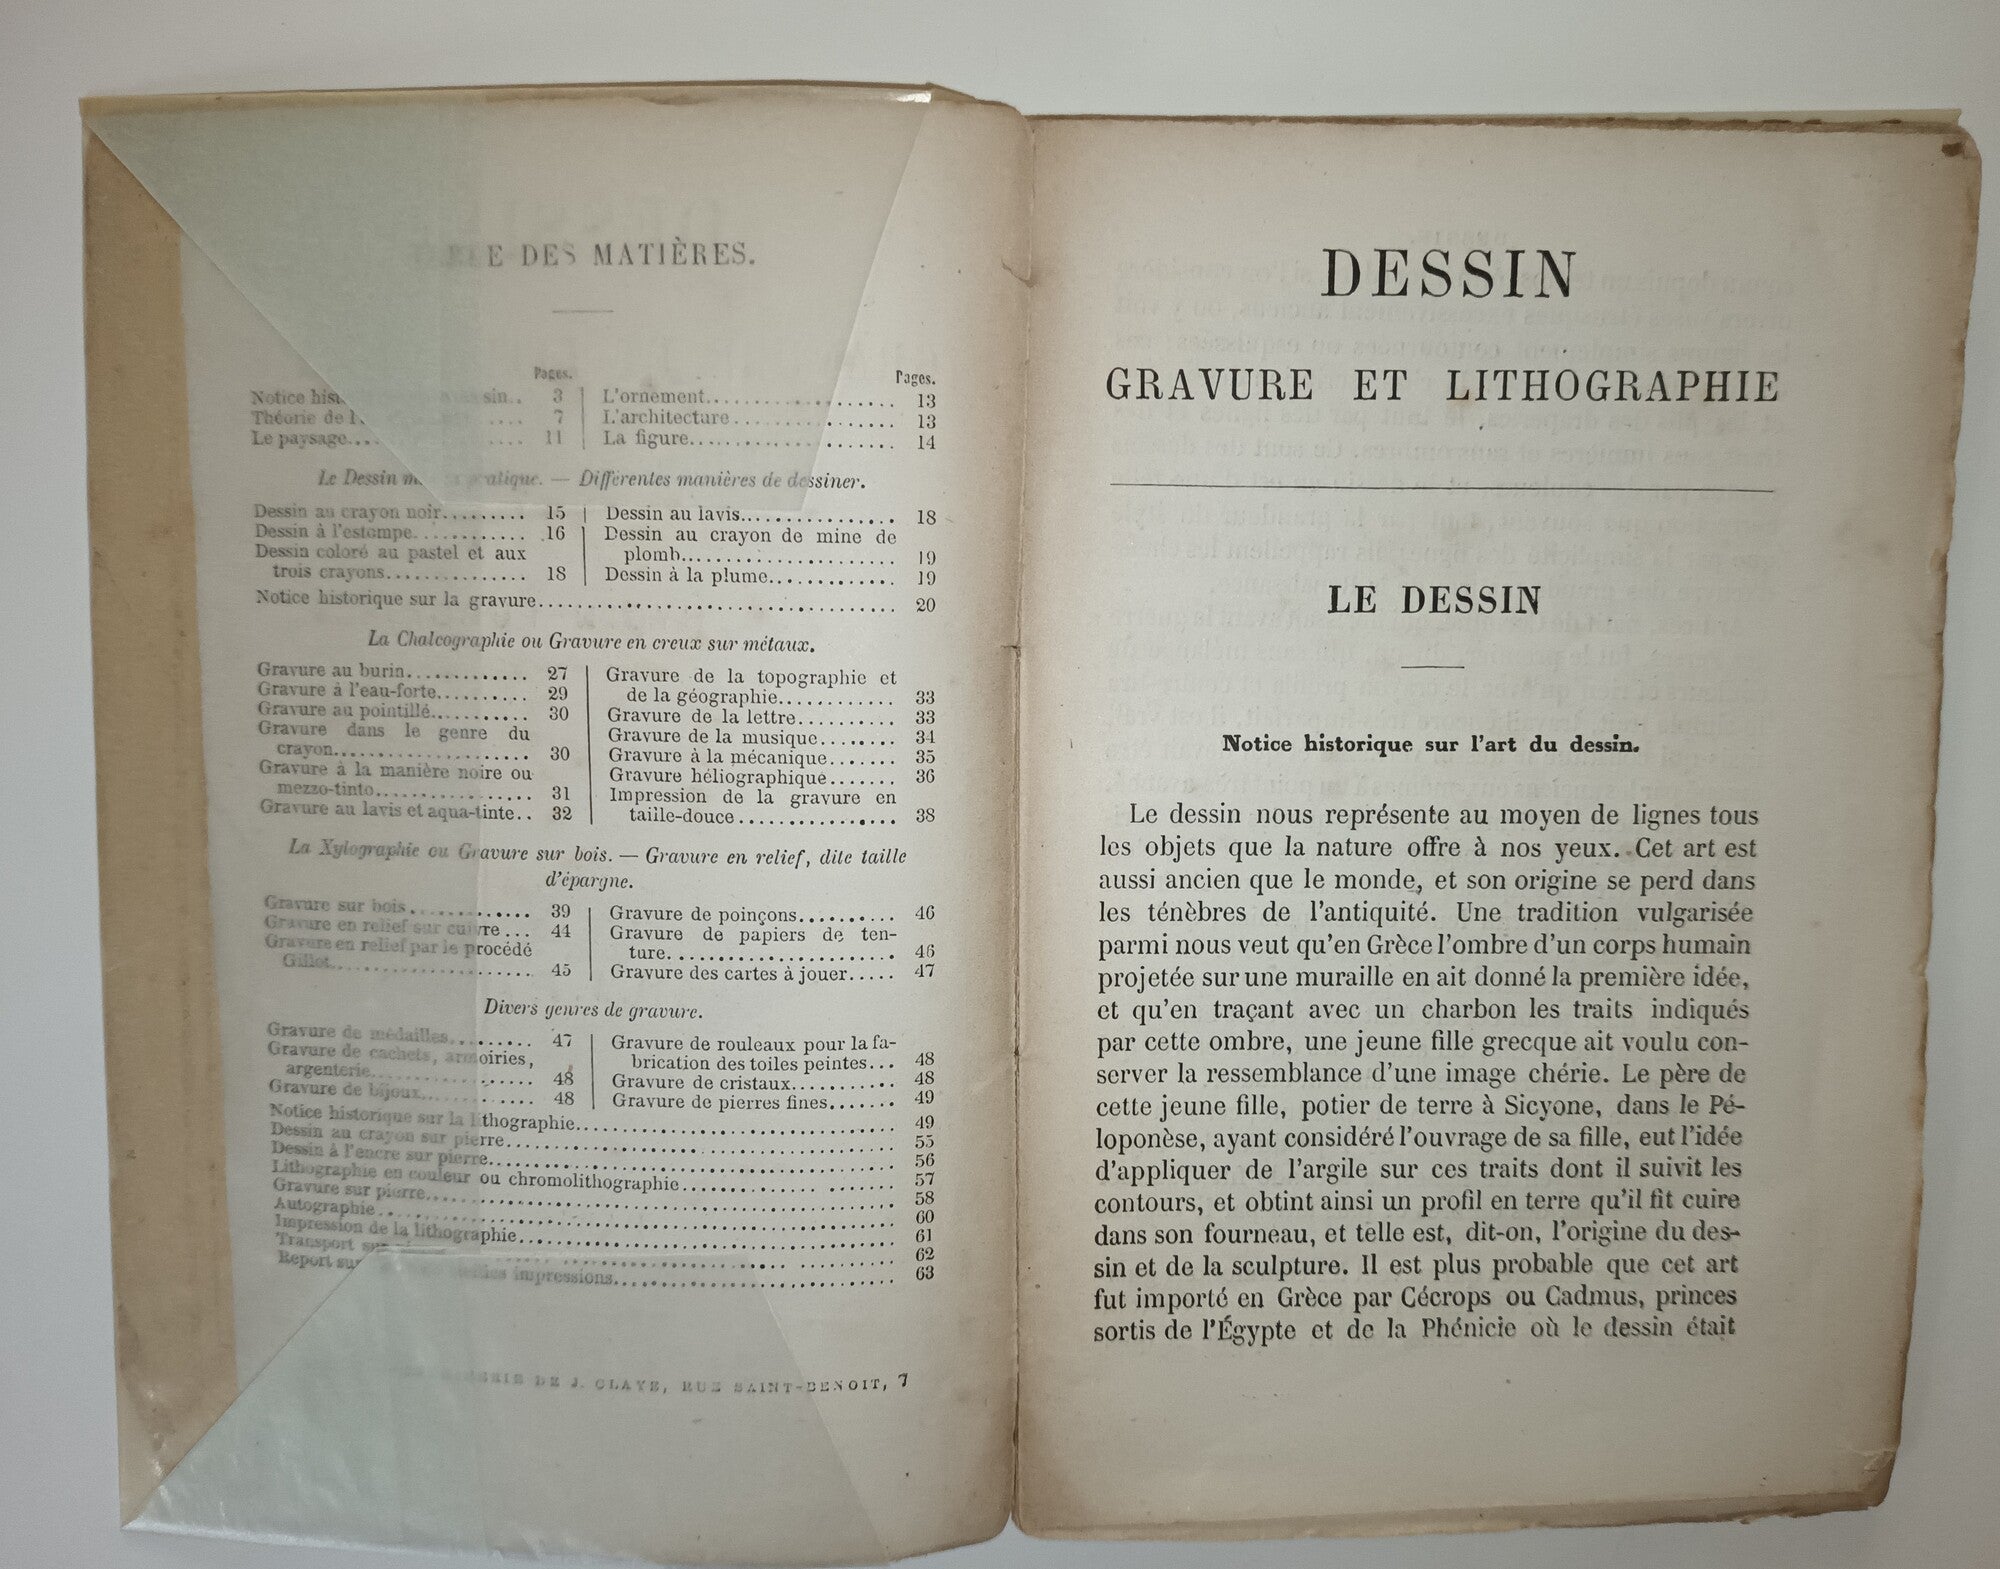 DES MATIÈRES.
Pages.
Notice sin.. 3
Théorie de .... 7
Le paysage... .... 11
Pages.
L'ornement.................... 13
L'architecture................ 13
La figure..................... 14
Le Dessin pratique. — Différentes manières de dessiner.
Dessin au crayon noir......... 15
Dessin à l'estompe............ 16
Dessin coloré au pastel et aux
trois crayons............... 18
Dessin au lavis................ 18
Dessin au crayon de mine de
plomb....................... 19
Dessin à la plume............. 19
Notice historique sur la gravure.................................... 20
La Chalcographie ou Gravure en creux sur métaux.
Gravure au burin............. 27
Gravure à l'eau-forte......... 29
Gravure au pointillé.......... 30
Gravure dans le genre du
crayon.................... 30
Gravure à la manière noire ou
mezzo-tinto................ 31
Gravure au lavis et aqua-tinte.. 32
Gravure de la topographie et
de la géographie............ 33
Gravure de la lettre.......... 33
Gravure de la musique........ 34
Gravure à la mécanique....... 35
Gravure héliographique....... 36
Impression de la gravure en
taille-douce................ 38
La Xylographie ou Gravure sur bois. — Gravure en relief, dite taille
d'épargne.
Gravure sur bois............. 39
Gravure en relief sur cuivre... 44
Gravure en relief par le procédé
Gillot..................... 45
Gravure de poinçons.......... 46
Gravure de papiers de ten-
ture........................ 46
Gravure des cartes à jouer..... 47
Divers genres de gravure.
Gravure de médailles......... 47
Gravure de cachets, armoiries,
argenterie.................. 48
Gravure de bijoux............ 48
Gravure de rouleaux pour la fa-
brication des toiles peintes... 48
Gravure de cristaux........... 48
Gravure de pierres fines....... 49
Notice historique sur la lithographie................................ 49
Dessin au crayon sur pierre......................................... 55
Dessin à l'encre sur pierre.......................................... 56
Lithographie en couleur ou chromolithographie...................... 57
Gravure sur pierre.................................................. 58
Autographie........................................................ 60
Impression de la lithographie....................................... 61
Transport sur ................ 62
Report sur impressions............................ 63
DE J. CLAYE, RUE SAINT-BENOIT, 7
DESSIN
GRAVURE ET LITHOGRAPHIE
LE DESSIN
Notice historique sur l'art du dessin.
Le dessin nous représente au moyen de lignes tous
les objets que la nature offre à nos yeux. Cet art est
aussi ancien que le monde, et son origine se perd dans
les ténèbres de l'antiquité. Une tradition vulgarisée
parmi nous veut qu'en Grèce l'ombre d'un corps humain
projetée sur une muraille en ait donné la première idée,
et qu'en traçant avec un charbon les traits indiqués
par cette ombre, une jeune fille grecque ait voulu con-
server la ressemblance d'une image chérie. Le père de
cette jeune fille, potier de terre à Sicyone, dans le Pé-
loponèse, ayant considéré l'ouvrage de sa fille, eut l'idée
d'appliquer de l'argile sur ces traits dont il suivit les
contours, et obtint ainsi un profil en terre qu'il fit cuire
dans son fourneau, et telle est, dit-on, l'origine du des-
sin et de la sculpture. Il est plus probable que cet art
fut importé en Grèce par Cécrops ou Cadmus, princes
sortis de l'Égypte et de la Phénicie où le dessin était